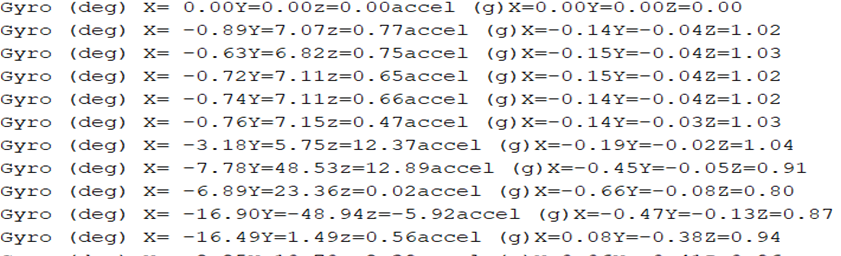 Gyro (deg) X= 0.00Y=0.00z=0.00accel (g)X=0.00Y=0.00Z=0.00
Gyro (deg) X= -0.89Y=7.07z=0.77accel (g)X=-0.14Y=-0.04Z=1.02
Gyro (deg) X= -0.63Y=6.82z=0.75accel (g)X=-0.15Y=-0.04Z=1.03
Gyro (deg) X= -0.72Y=7.11z=0.65accel (g)X=-0.15Y=-0.04Z=1.02
Gyro (deg) X= -0.74Y=7.11z=0.66accel (g)X=-0.14Y=-0.04Z=1.02
Gyro (deg) X= -0.76Y=7.15z=0.47accel (g)X=-0.14Y=-0.03Z=1.03
Gyro (deg) X= -3.18Y=5.75z=12.37accel (g)X=-0.19Y=-0.02Z=1.04
Gyro (deg) X= -7.78Y=48.53z=12.89accel (g)X=-0.45Y=-0.05Z=0.91
Gyro (deg) X= -6.89Y=23.36z=0.02accel (g)X=-0.66Y=-0.08Z=0.80
Gyro (deg) X= -16.90Y=-48.94z=-5.92accel (g)X=-0.47Y=-0.13Z=0.87
Gyro (deg) X= -16.49Y=1.49z=0.56accel (g)X=0.08Y=-0.38Z=0.94